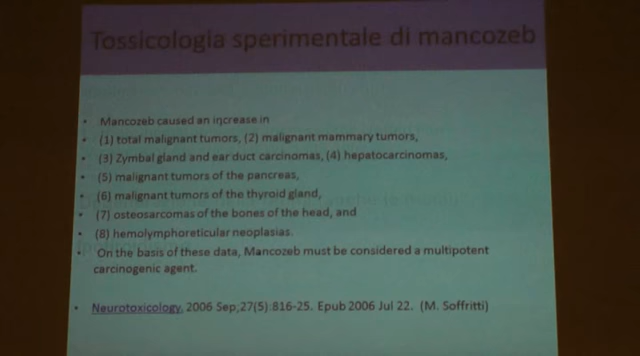 Tossicologia sperimentale di mancozeb
• Mancozeb caused an increase in
• (1) total malignant tumors, (2) malignant mammary tumors,
• (3) Zymbal gland and ear duct carcinomas, (4) hepatocarcinomas,
• (5) malignant tumors of the pancreas,
• (6) malignant tumors of the thyroid gland,
• (7) osteosarcomas of the bones of the head, and
• (8) hemolymphoreticular neoplasias.
• On the basis of these data, Mancozeb must be considered a multipotent
carcinogenic agent.
• Neurotoxicology, 2006 Sep;27(5):816-25. Epub 2006 Jul 22. (M. Soffritti)